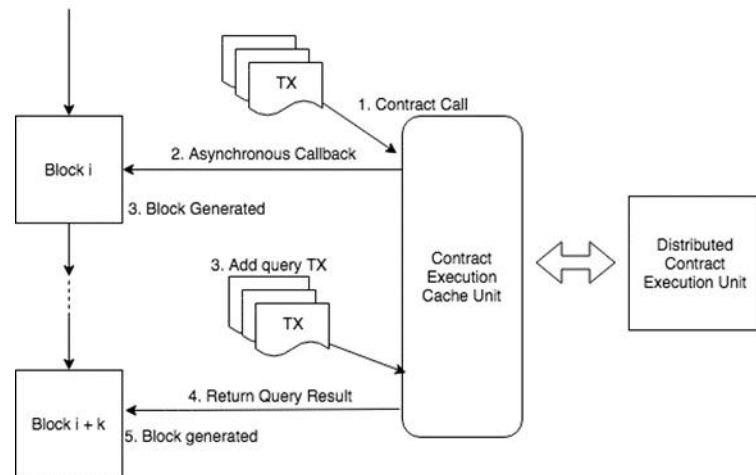 TX
1. Contract Call
2. Asynchronous Callback
Block i
3. Block Generated
3. Add query TX
TX
Contract
Execution
Cache Unit
Distributed
Contract
Execution Unit
4. Return Query Result
Block i + k
5. Block generated